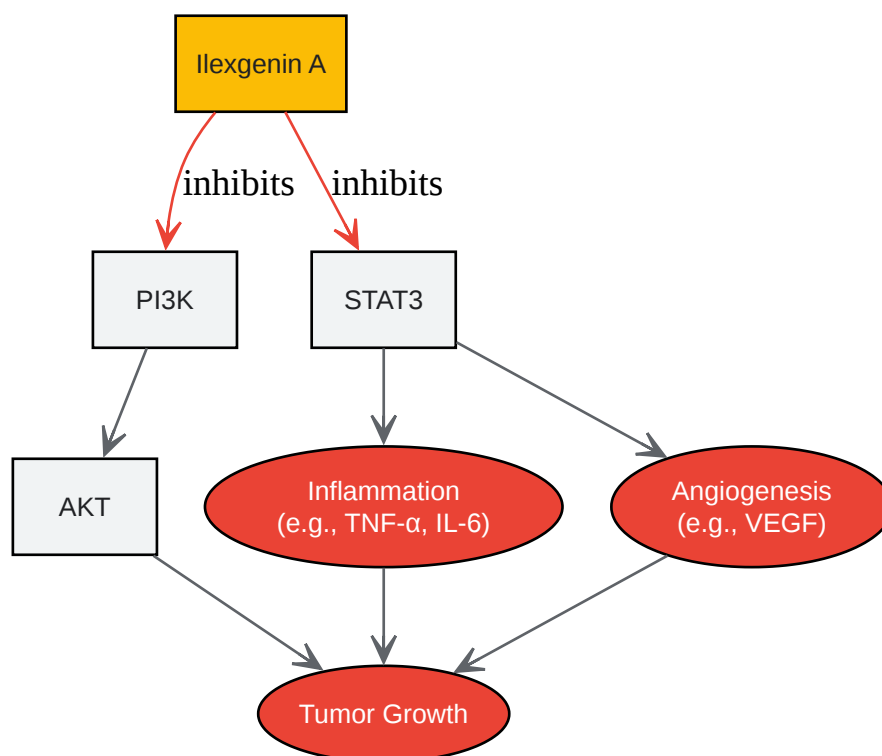 Ilexgenin A
inhibits
inhibits
PI3K
STAT3
AKT
Inflammation
(e.g., TNF-α, IL-6)
Angiogenesis
(e.g., VEGF)
Tumor Growth